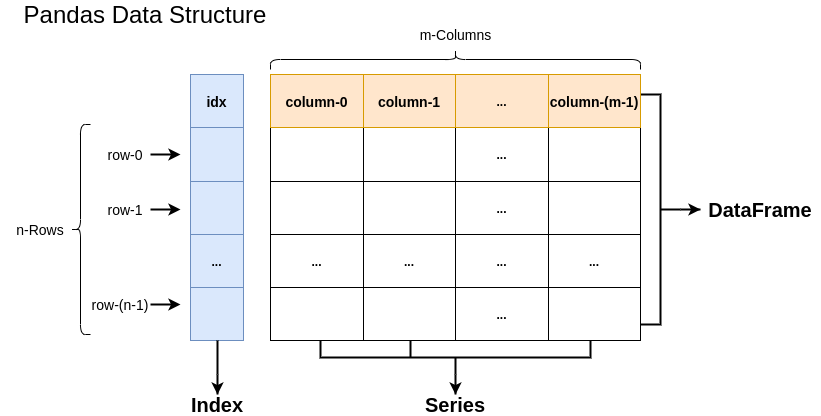 Pandas Data Structure
m-Columns
idx column-0 column-1 ... column-(m-1)
row-0 ...
row-1 ...
DataFrame
n-Rows
... ... ... ... ...
row-(n-1) ...
Index Series